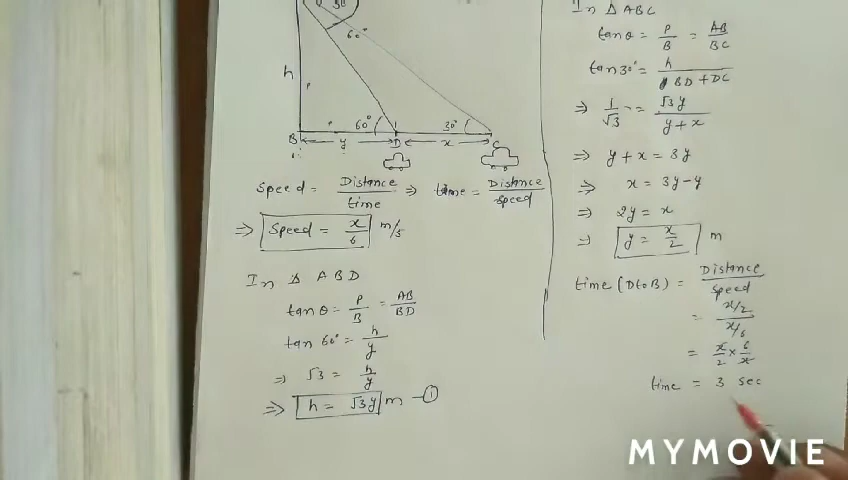 30
60°
h
P
60°
30°
B
y
D
x
C
Speed = Distance/time ⇒ time = Distance/speed
⇒ Speed = x/6 m/s
In Δ ABD
tan θ = P/B = AB/BD
tan 60° = h/y
⇒ √3 = h/y
⇒ h = √3y m — ①
In Δ ABC
tan θ = P/B = AB/BC
tan 30° = h/BD + DC
⇒ 1/√3 = √3y/y + x
⇒ y + x = 3y
⇒ x = 3y - y
⇒ 2y = x
⇒ y = x/2 m
time (D to B) = Distance/speed
= x/2/x/6
= x/2 × 6/x
time = 3 sec
MYMOVIE